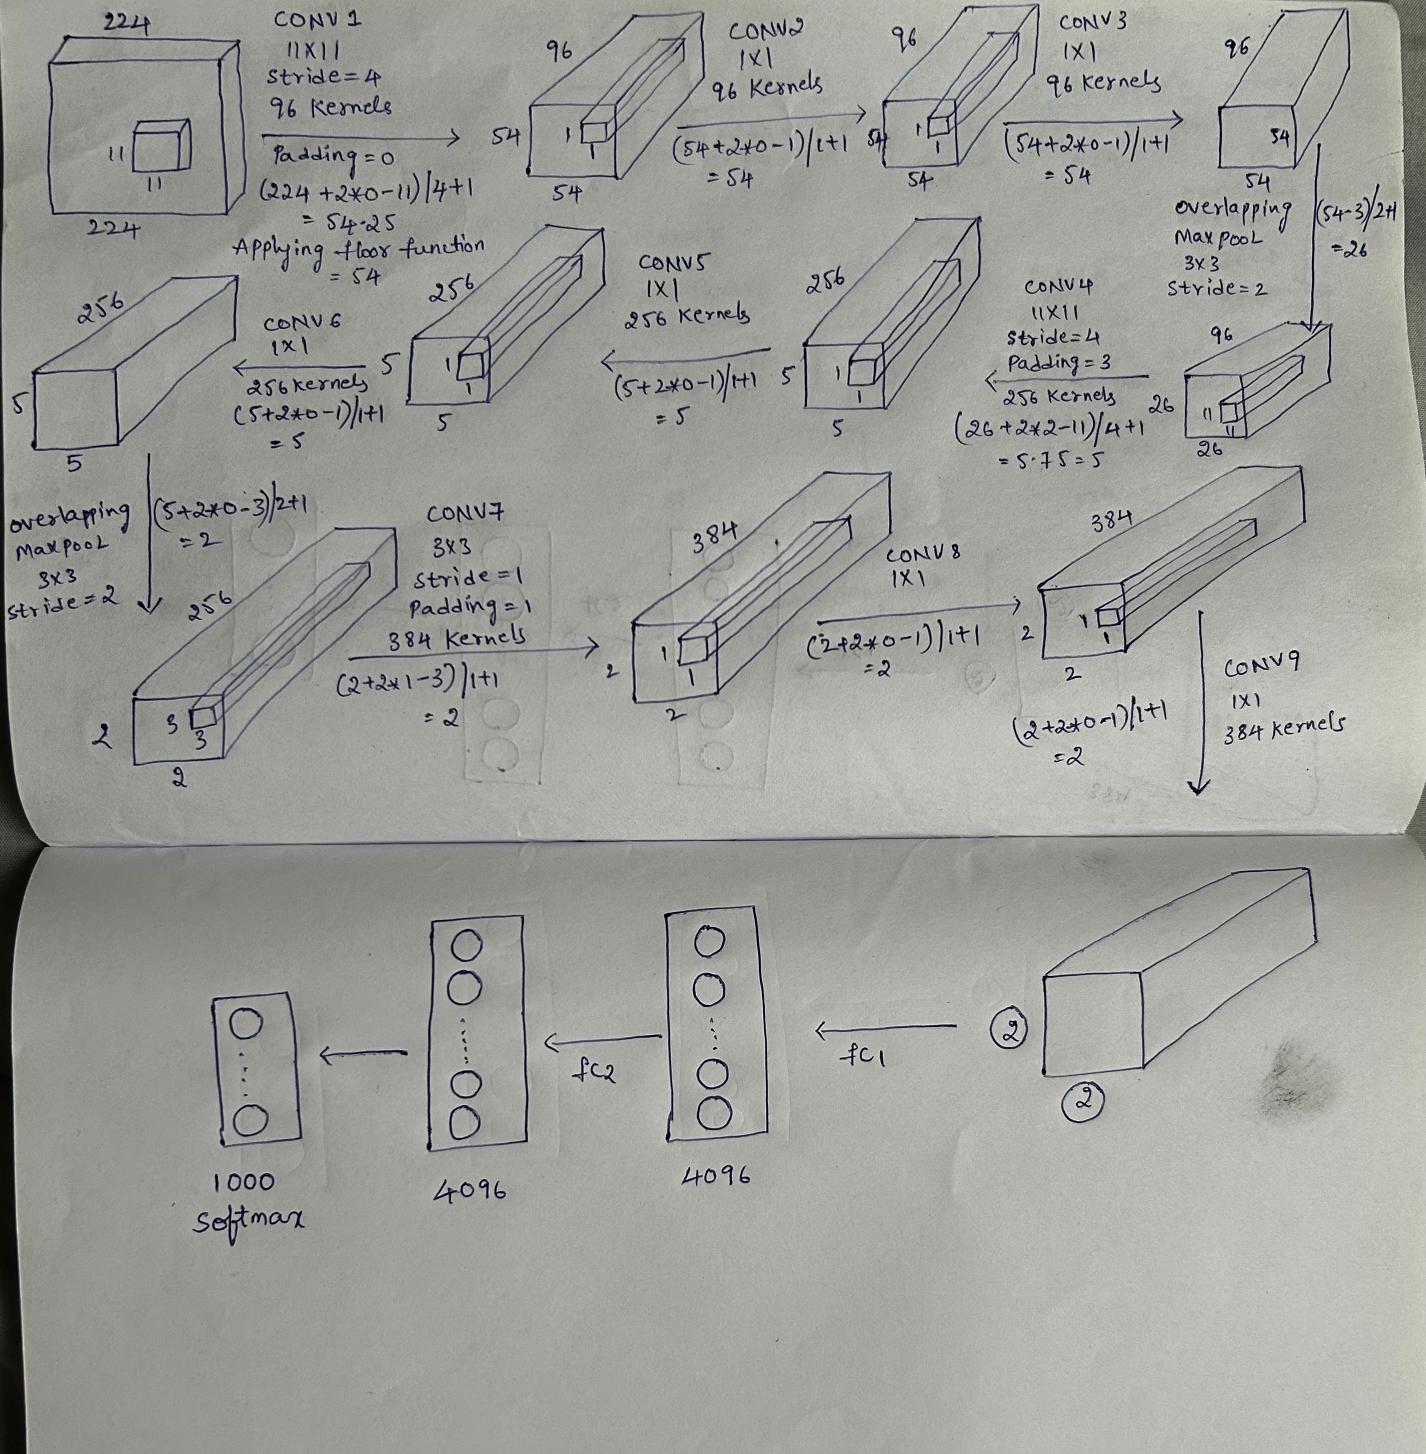 224
CONV 1
11X11
stride=4
96 Kernels
Padding=0
(224+2*0-11)/4+1
= 54.25
Applying floor function
= 54
11
11
224
96
54
1
1
54
CONV2
1X1
96 Kernels
(54+2*0-1)/1+1
= 54
96
54
1
1
54
CONV3
1X1
96 Kernels
(54+2*0-1)/1+1
= 54
96
54
54
overlapping
MaxpooL
3x3
stride=2
(54-3)/2+1
=26
96
26
11
11
26
CONV4
11X11
stride=4
Padding=3
256 Kernels
(26+2*2-11)/4+1
= 5.75=5
256
5
1
1
5
CONV5
1X1
256 Kernels
(5+2*0-1)/1+1
= 5
256
5
1
1
5
CONV6
1X1
256 Kernels
(5+2*0-1)/1+1
= 5
256
5
5
overlapping
MaxpooL
3x3
stride=2
(5+2*0-3)/2+1
=2
256
2
3
3
2
CONV7
3X3
stride=1
Padding=1
384 Kernels
(2+2*1-3)/1+1
= 2
384
2
1
1
2
CONV8
1X1
(2+2*0-1)/1+1
=2
384
2
1
1
2
CONV9
1X1
384 Kernels
(2+2*0-1)/1+1
=2
2
2
fc1
4096
fc2
4096
1000
Softmax